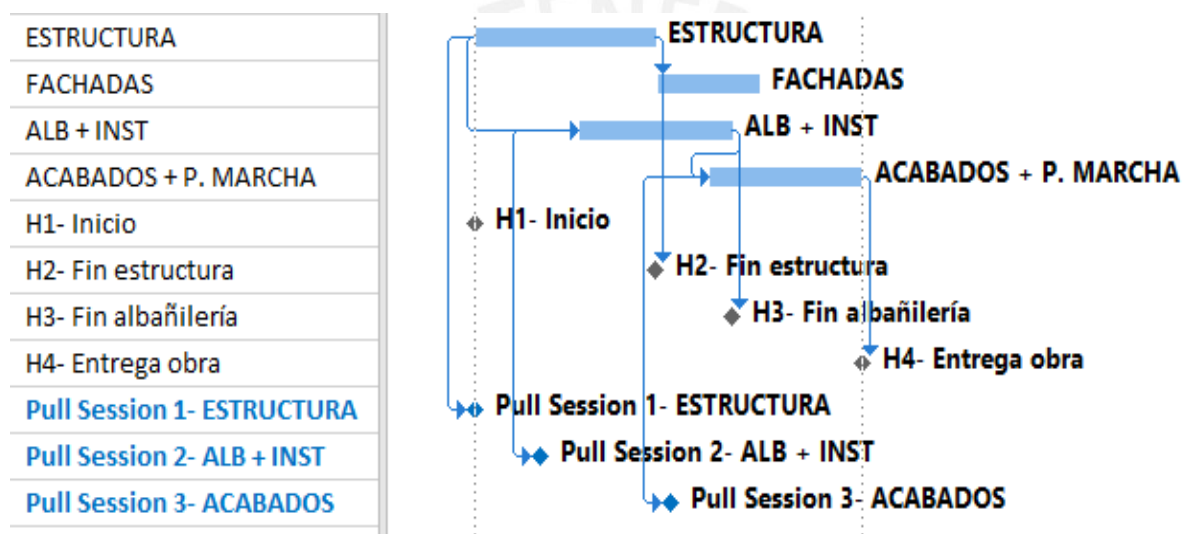 ESTRUCTURA
ESTRUCTURA
FACHADAS
FACHADAS
ALB + INST
ALB + INST
ACABADOS + P. MARCHA
ACABADOS + P. MARCHA
H1- Inicio
H1- Inicio
H2- Fin estructura
H2- Fin estructura
H3- Fin albañilería
H3- Fin albañilería
H4- Entrega obra
H4- Entrega obra
Pull Session 1- ESTRUCTURA
Pull Session 1- ESTRUCTURA
Pull Session 2- ALB + INST
Pull Session 2- ALB + INST
Pull Session 3- ACABADOS
Pull Session 3- ACABADOS